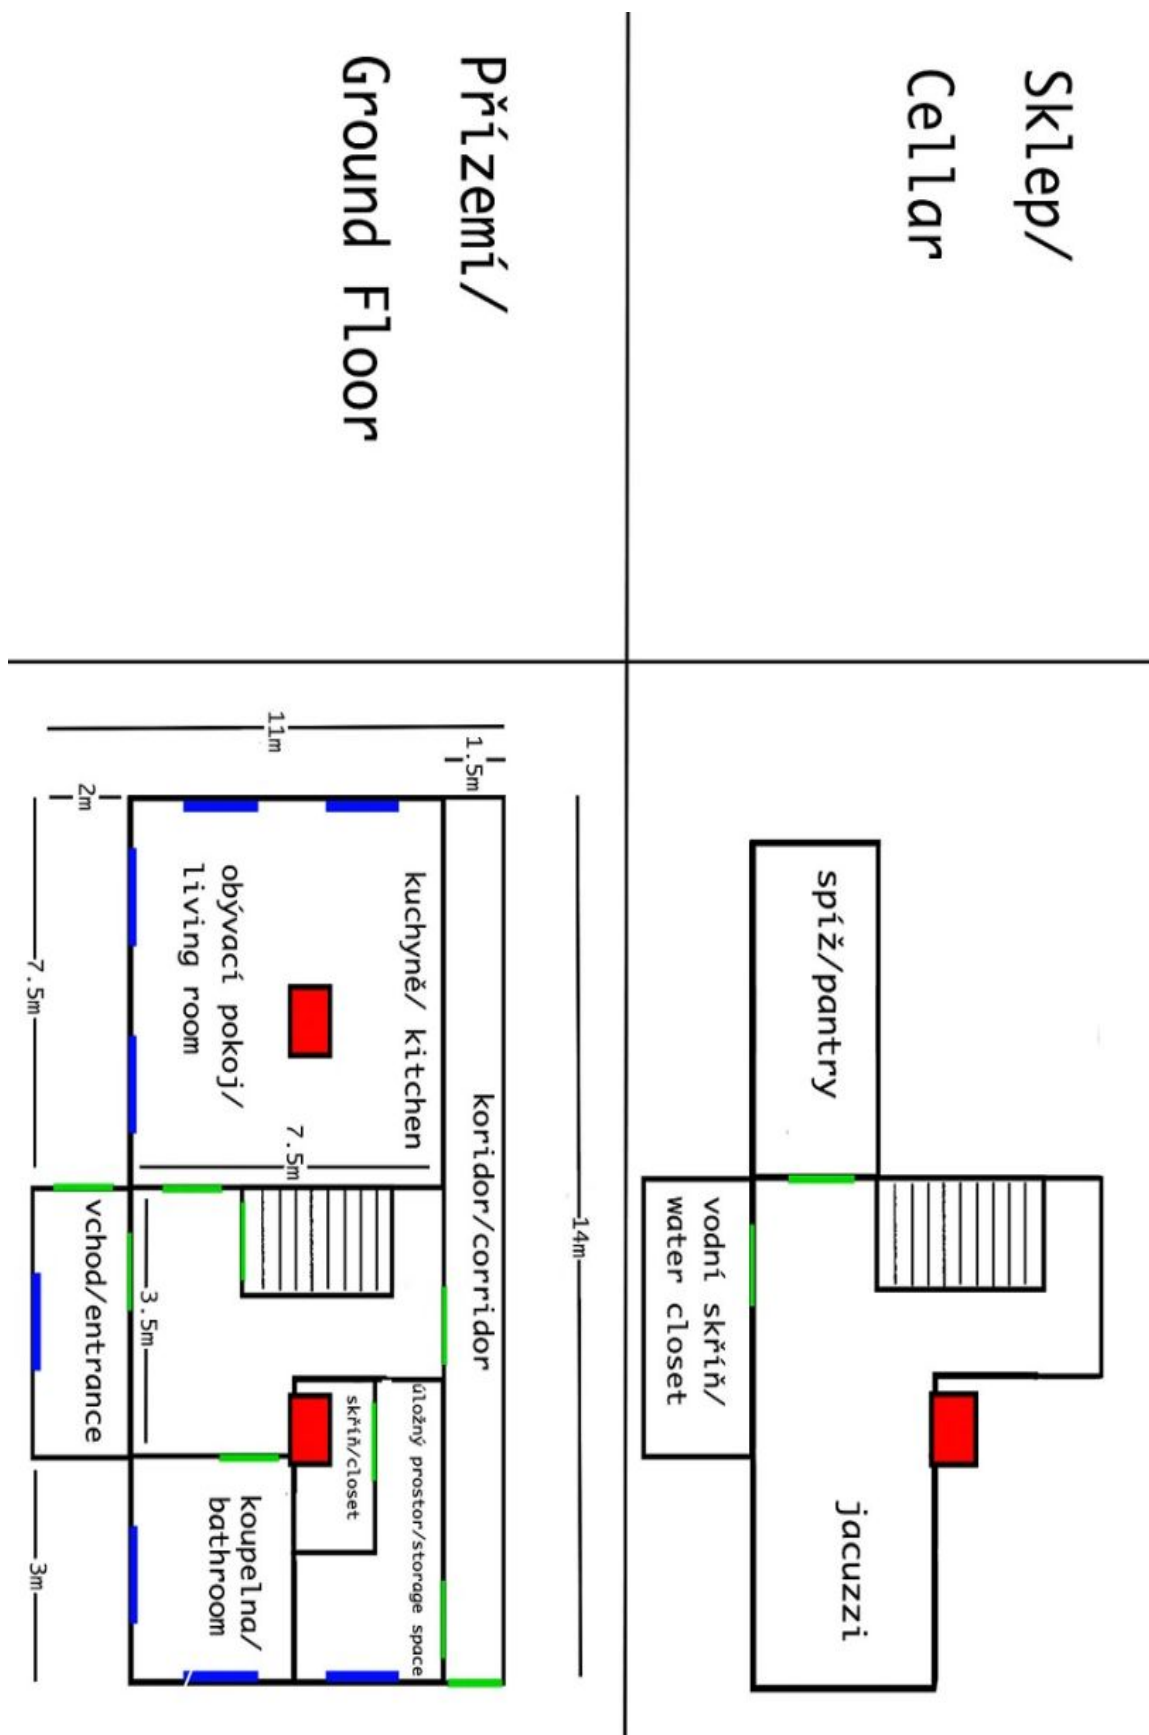 Sklep/
Cellar
Přízemí/
Ground Floor
spíž/pantry
vodní skříň/
water closet
jacuzzi
14m
koridor/corridor
1.5m
11m
2m
kuchyně/ kitchen
obývací pokoj/
living room
7.5m
7.5m
úložný prostor/storage space
skříň/closet
3.5m
vchod/entrance
koupelna/
bathroom
3m